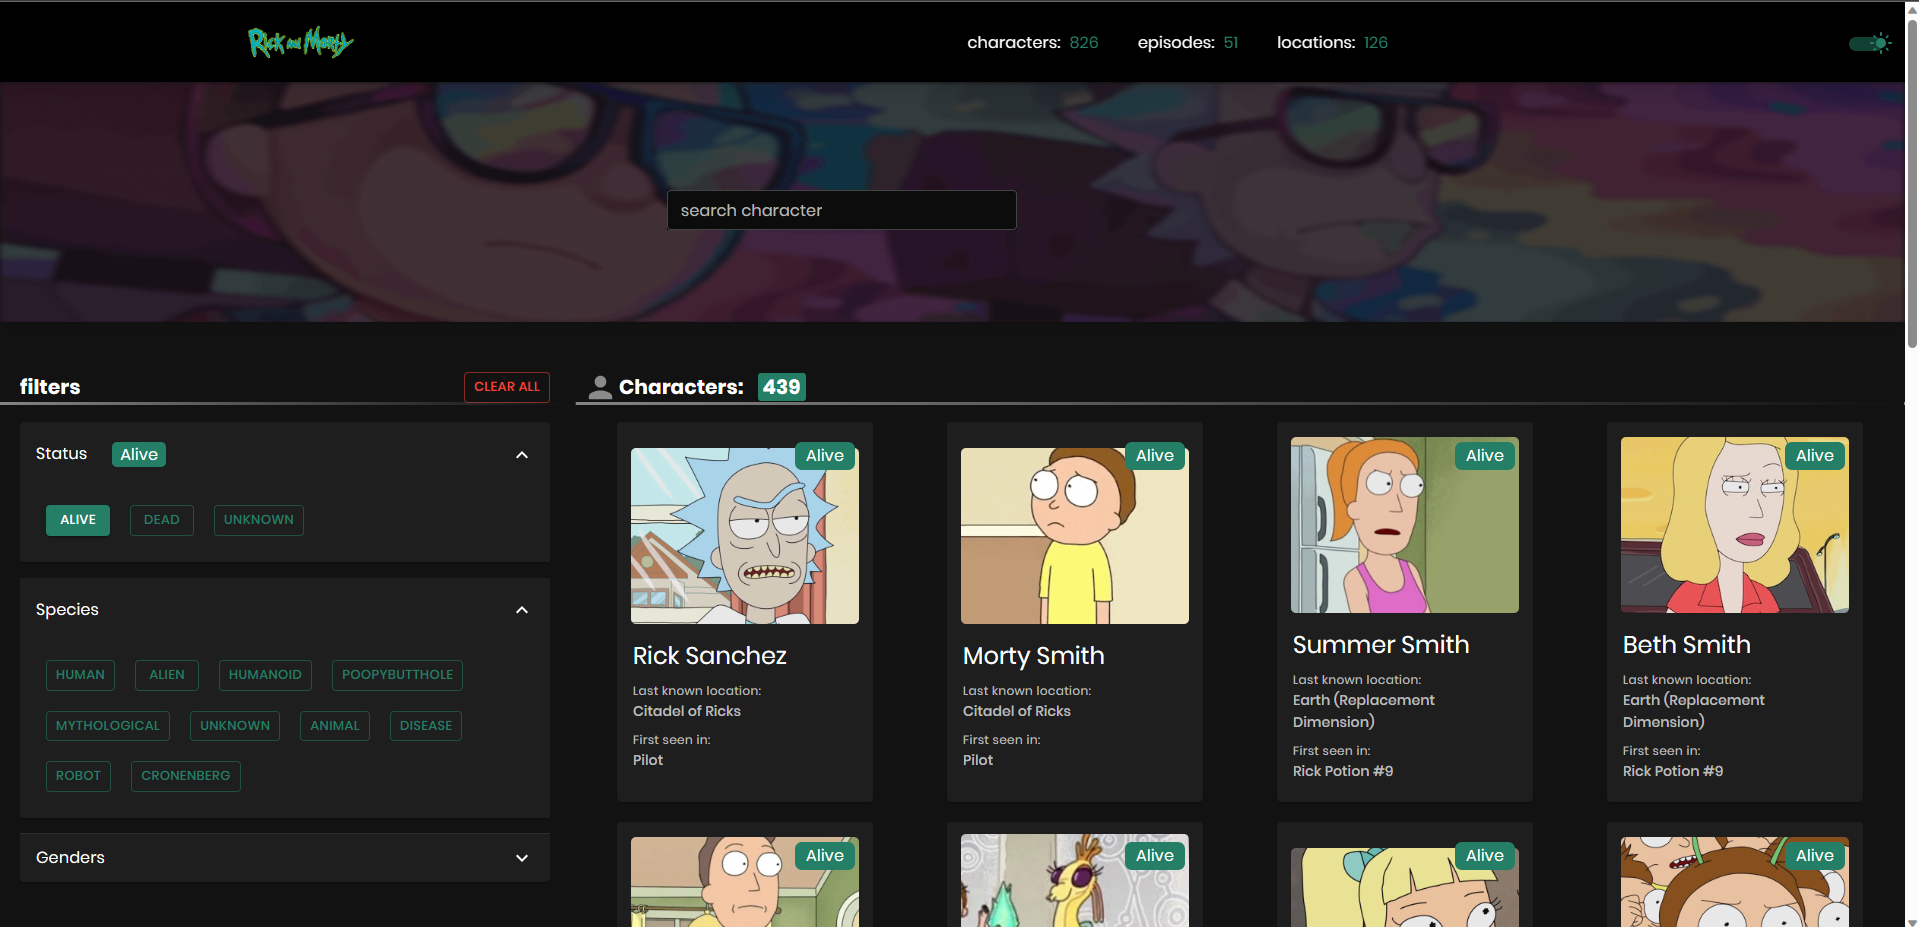 Rick and Morty
characters: 826 episodes: 51 locations: 126
search character
filters
CLEAR ALL
Characters: 439
Status Alive
ALIVE DEAD UNKNOWN
Species
HUMAN ALIEN HUMANOID POOPYBUTTHOLE
MYTHOLOGICAL UNKNOWN ANIMAL DISEASE
ROBOT CRONENBERG
Genders
Alive
Rick Sanchez
Last known location:
Citadel of Ricks
First seen in:
Pilot
Alive
Morty Smith
Last known location:
Citadel of Ricks
First seen in:
Pilot
Alive
Summer Smith
Last known location:
Earth (Replacement
Dimension)
First seen in:
Rick Potion #9
Alive
Beth Smith
Last known location:
Earth (Replacement
Dimension)
First seen in:
Rick Potion #9
Alive
Alive
Alive
Alive